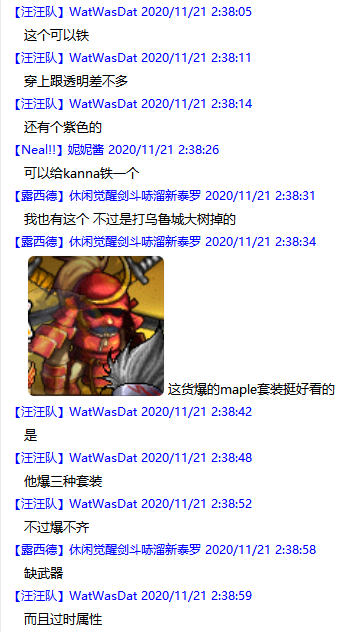 【汪汪队】WatWasDat 2020/11/21 2:38:05
这个可以铁
【汪汪队】WatWasDat 2020/11/21 2:38:11
穿上跟透明差不多
【汪汪队】WatWasDat 2020/11/21 2:38:14
还有个紫色的
【Neal!!】妮妮酱 2020/11/21 2:38:26
可以给kanna铁一个
【露西德】休闲觉醒剑斗哧溜新泰罗 2020/11/21 2:38:31
我也有这个 不过是打乌鲁城大树掉的
【露西德】休闲觉醒剑斗哧溜新泰罗 2020/11/21 2:38:34
这货爆的maple套装挺好看的
【汪汪队】WatWasDat 2020/11/21 2:38:42
是
【汪汪队】WatWasDat 2020/11/21 2:38:48
他爆三种套装
【汪汪队】WatWasDat 2020/11/21 2:38:52
不过爆不齐
【露西德】休闲觉醒剑斗哧溜新泰罗 2020/11/21 2:38:58
缺武器
【汪汪队】WatWasDat 2020/11/21 2:38:59
而且过时属性